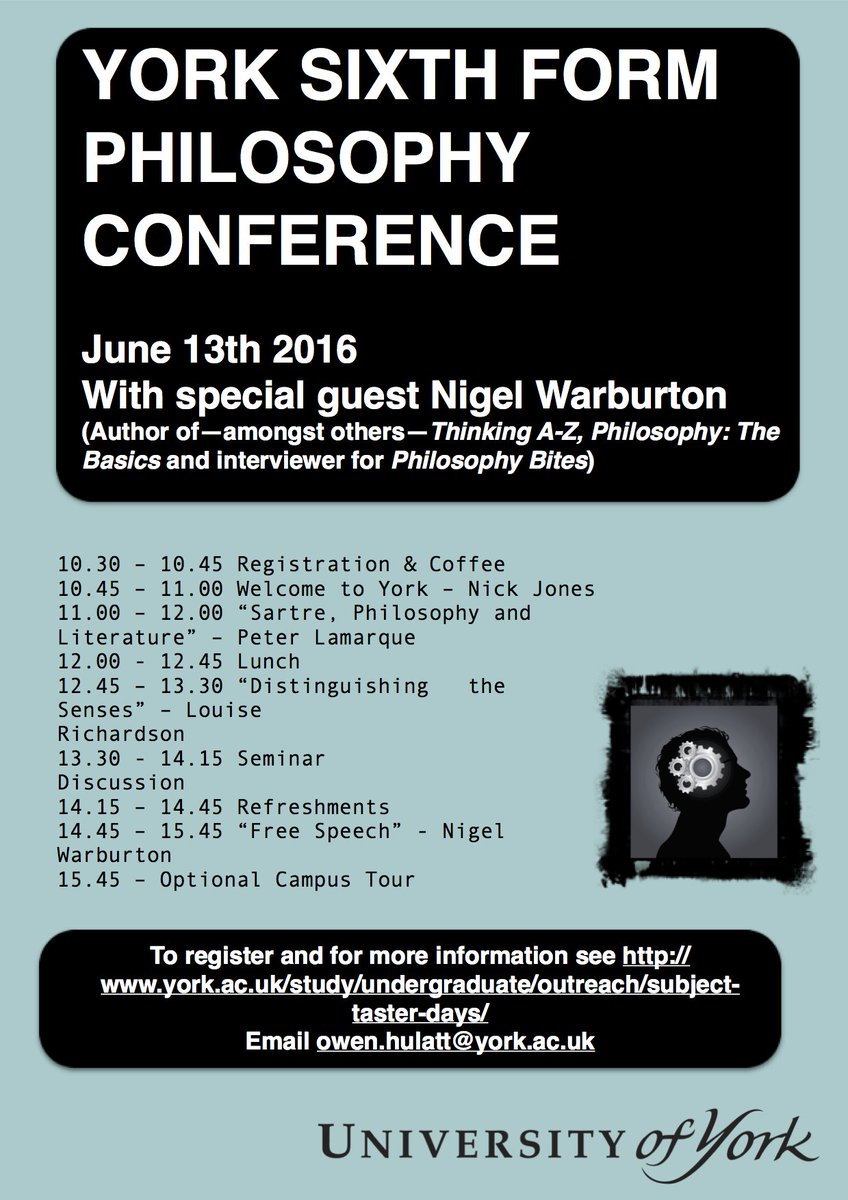 YORK SIXTH FORM
PHILOSOPHY
CONFERENCE
June 13th 2016
With special guest Nigel Warburton
(Author of—amongst others—Thinking A-Z, Philosophy: The
Basics and interviewer for Philosophy Bites)
10.30 – 10.45 Registration & Coffee
10.45 – 11.00 Welcome to York – Nick Jones
11.00 – 12.00 “Sartre, Philosophy and
Literature” – Peter Lamarque
12.00 - 12.45 Lunch
12.45 – 13.30 “Distinguishing the
Senses” – Louise
Richardson
13.30 - 14.15 Seminar
Discussion
14.15 – 14.45 Refreshments
14.45 – 15.45 “Free Speech” - Nigel
Warburton
15.45 – Optional Campus Tour
To register and for more information see http://
www.york.ac.uk/study/undergraduate/outreach/subject-
taster-days/
Email owen.hulatt@york.ac.uk
UNIVERSITY of York